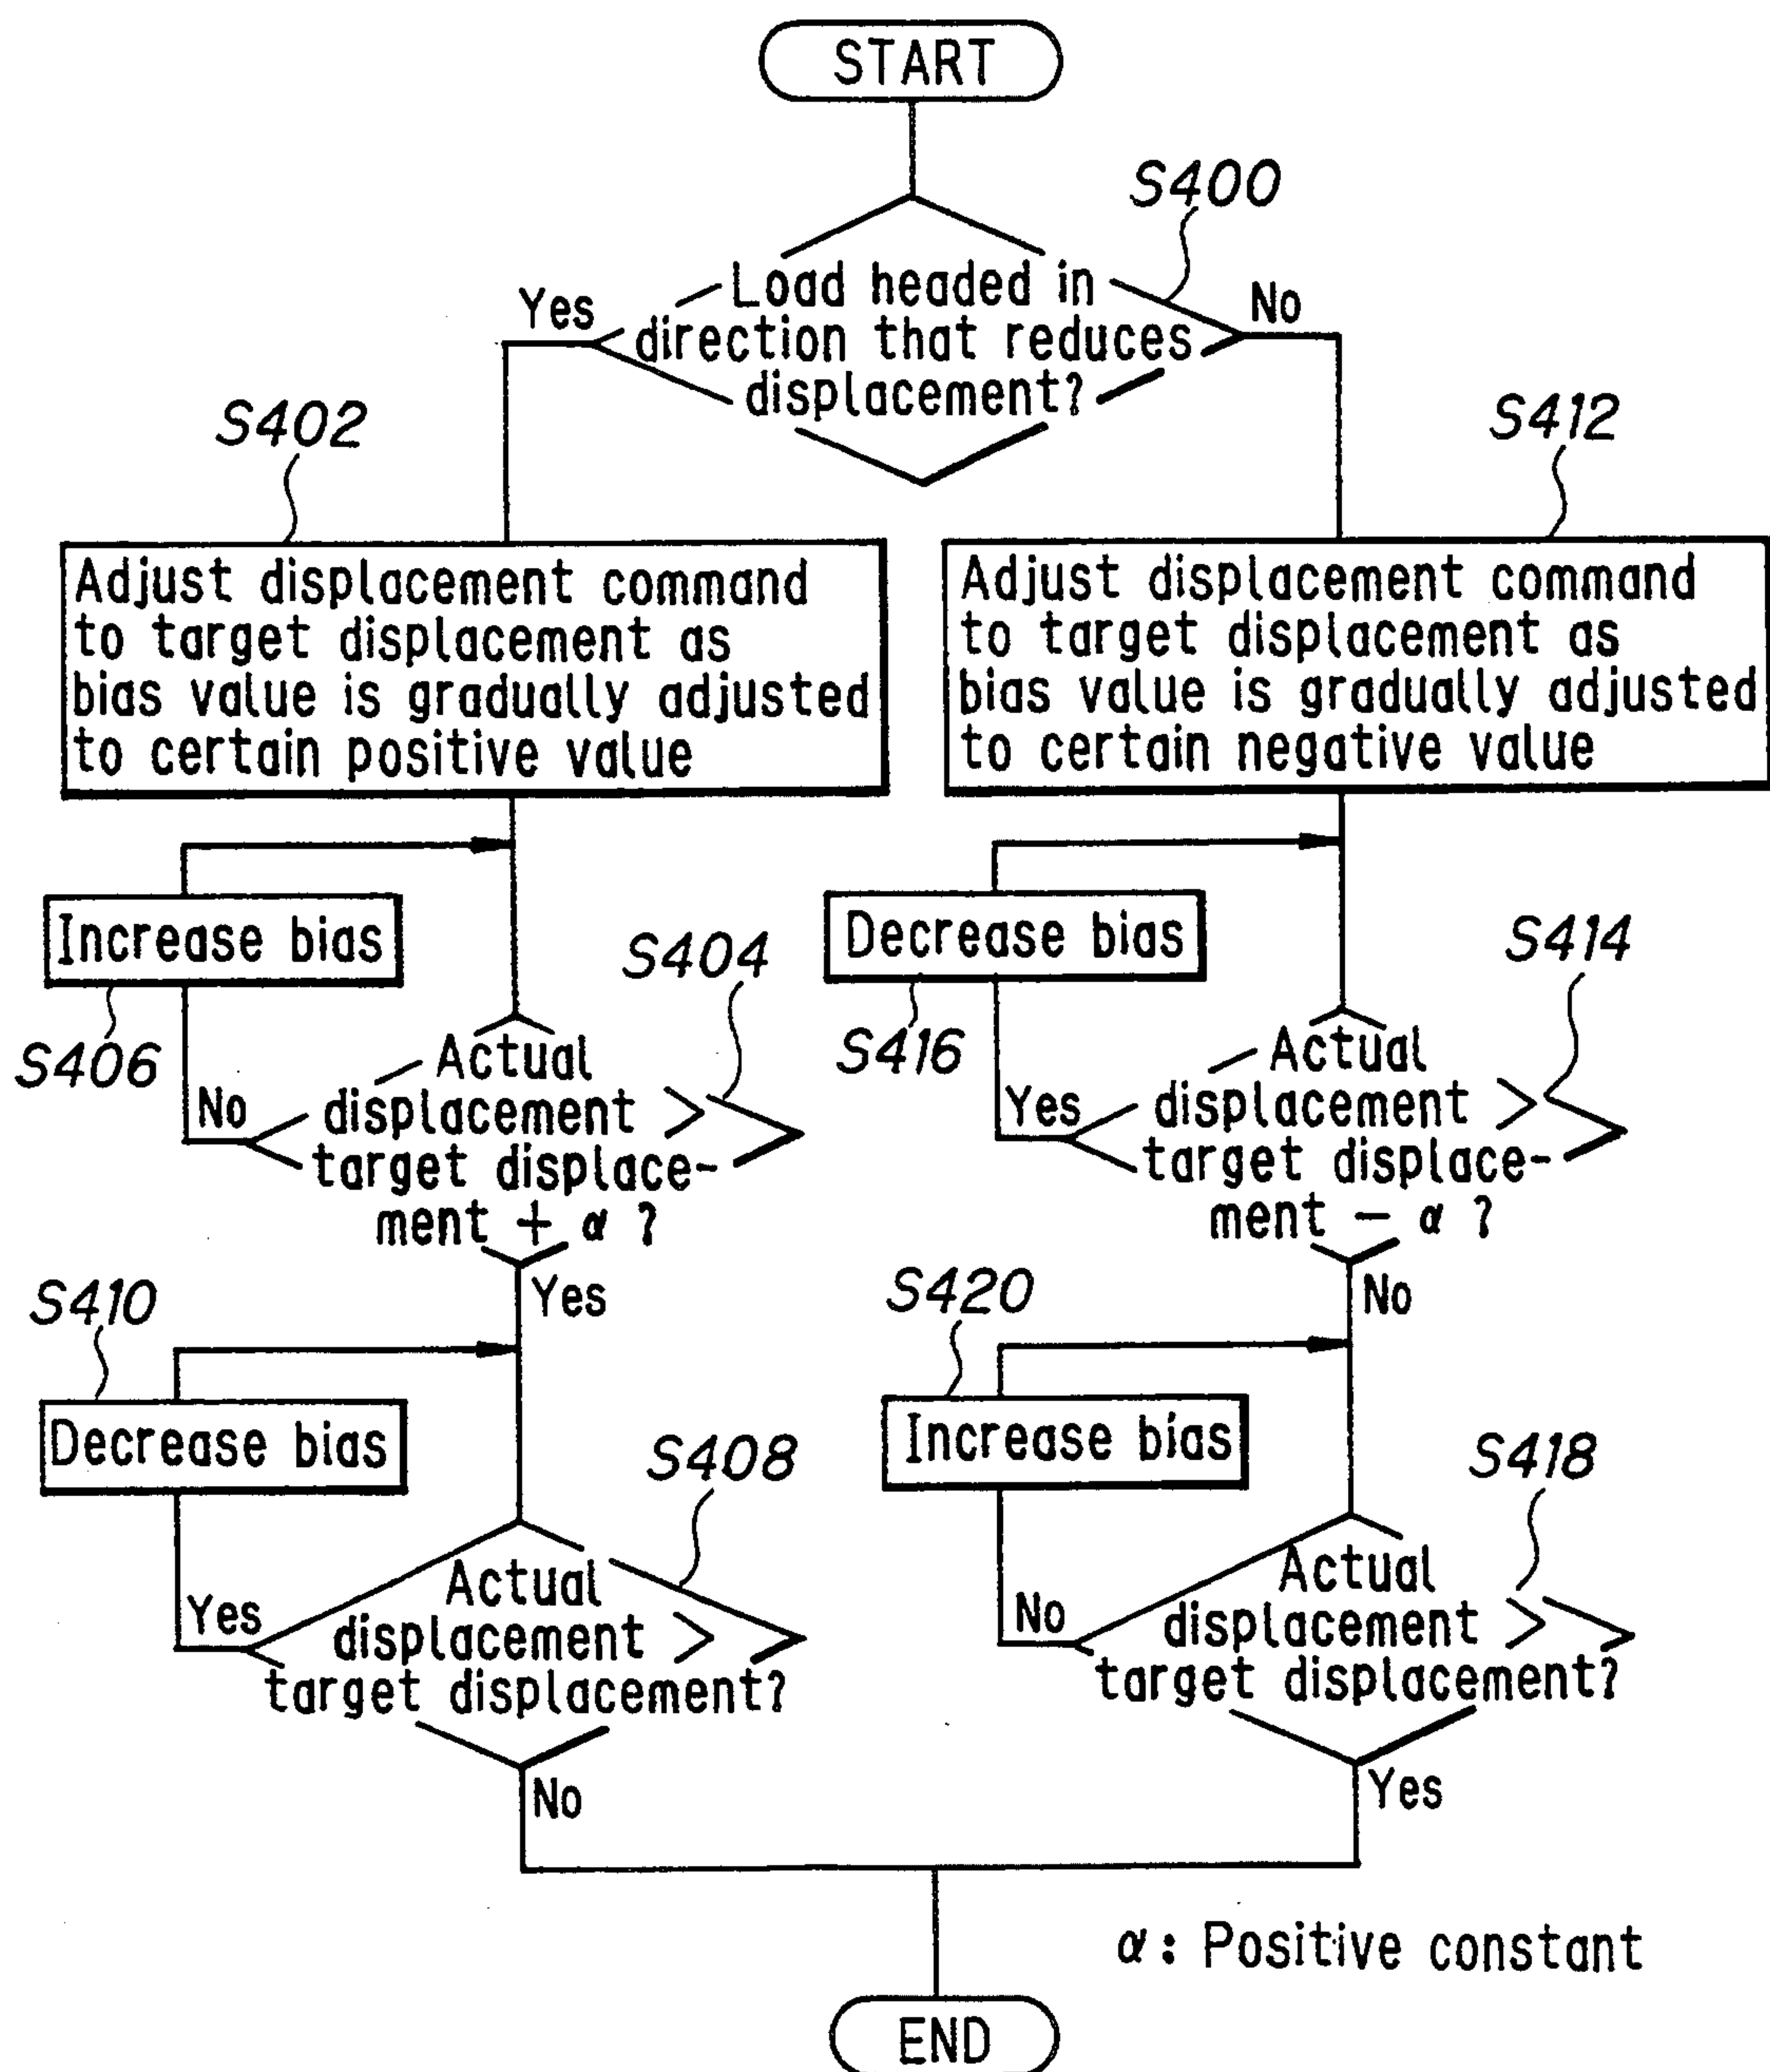 START
S400
Yes
Load headed in
direction that reduces
displacement?
No
S402
S412
Adjust displacement command
to target displacement as
bias value is gradually adjusted
to certain positive value
Adjust displacement command
to target displacement as
bias value is gradually adjusted
to certain negative value
Increase bias
S406
S404
No
Actual
displacement >
target displace-
ment + α ?
Yes
Decrease bias
S416
S414
Yes
Actual
displacement >
target displace-
ment - α ?
No
S410
Decrease bias
S408
Yes
Actual
displacement >
target displacement?
No
S420
Increase bias
S418
No
Actual
displacement >
target displacement?
Yes
α : Positive constant
END